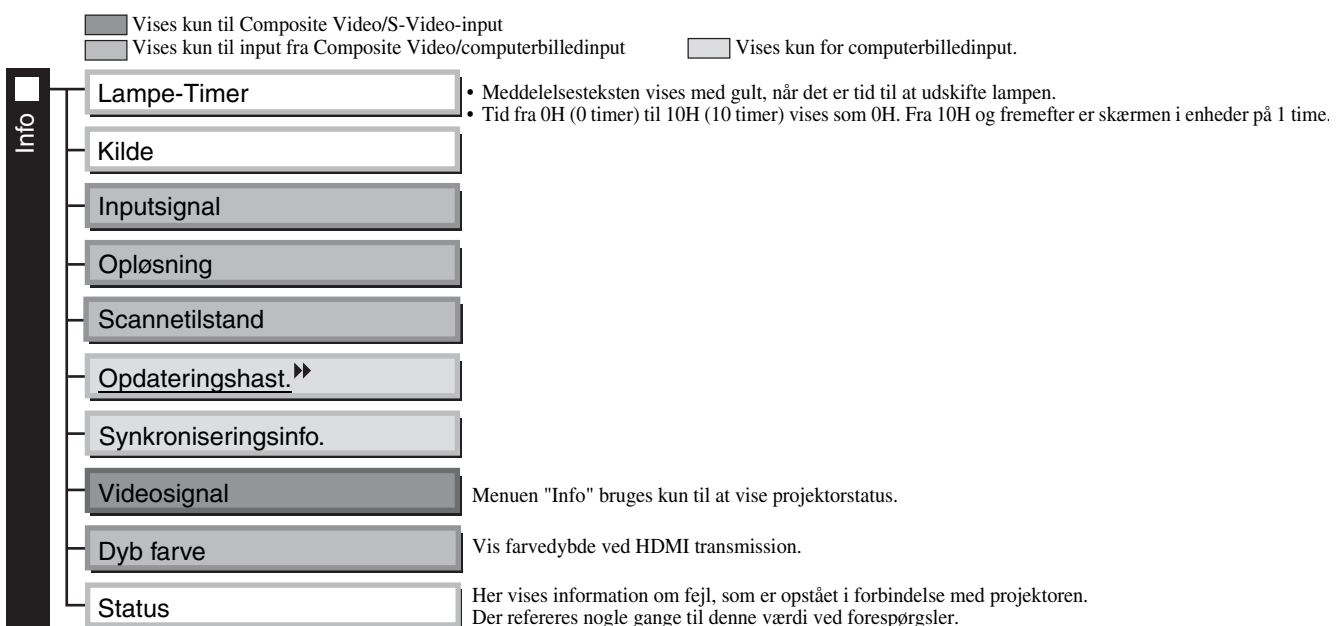 Vises kun til Composite Video/S-Video-input
Vises kun til input fra Composite Video/computerbilledinput
Vises kun for computerbilledinput.
Info
Lampe-Timer
• Meddelelsesteksten vises med gult, når det er tid til at udskifte lampen.
• Tid fra 0H (0 timer) til 10H (10 timer) vises som 0H. Fra 10H og fremefter er skærmen i enheder på 1 time.
Kilde
Inputsignal
Opløsning
Scannetilstand
Opdateringshast.
Synkroniseringsinfo.
Videosignal
Menuen "Info" bruges kun til at vise projektorstatus.
Dyb farve
Vis farvedybde ved HDMI transmission.
Status
Her vises information om fejl, som er opstået i forbindelse med projektoren.
Der refereres nogle gange til denne værdi ved forespørgsler.